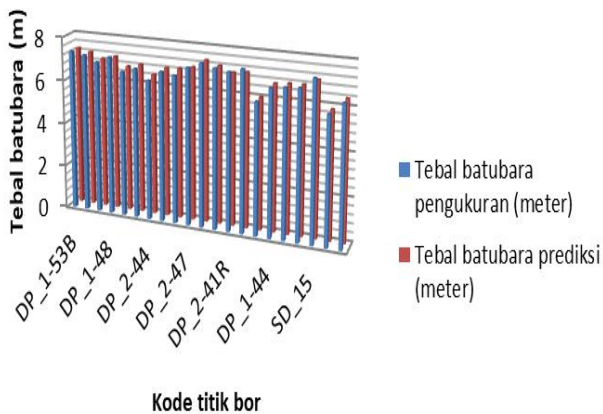 Tebal batubara (m)
8
6
4
2
0
DP_1-53B
DP_1-48
DP_2-44
DP_2-47
DP_2-41R
DP_1-44
SD_15
Kode titik bor
Tebal batubara
pengukuran (meter)
Tebal batubara prediksi
(meter)